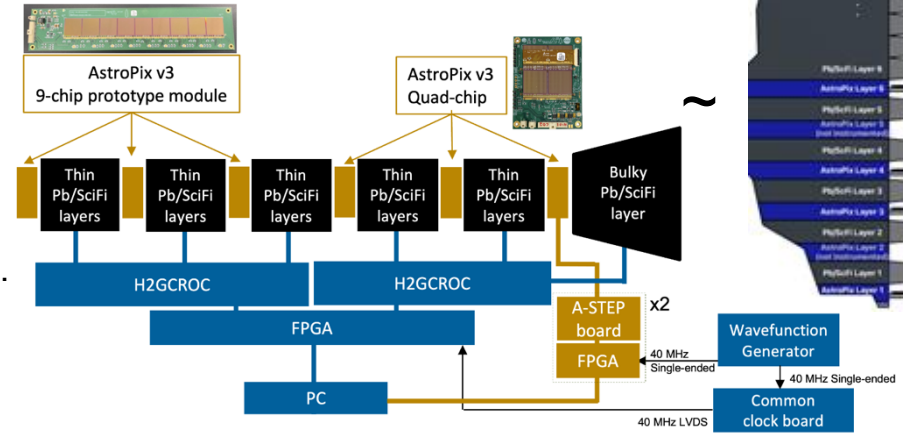 AstroPix v3
9-chip prototype module
AstroPix v3
Quad-chip
~
Thin
Pb/SciFi
layers
Thin
Pb/SciFi
layers
Thin
Pb/SciFi
layers
Thin
Pb/SciFi
layers
Thin
Pb/SciFi
layers
Bulky
Pb/SciFi
layer
H2GCROC
H2GCROC
FPGA
PC
A-STEP
board
x2
FPGA
40 MHz
Single-ended
Wavefunction
Generator
40 MHz Single-ended
Common
clock board
40 MHz LVDS
Pb/SciFi Layer 6
AstroPix Layer 6
Pb/SciFi Layer 5
AstroPix Layer 5
(not instrumented)
Pb/SciFi Layer 4
AstroPix Layer 4
Pb/SciFi Layer 3
AstroPix Layer 3
Pb/SciFi Layer 2
AstroPix Layer 2
(not instrumented)
Pb/SciFi Layer 1
AstroPix Layer 1